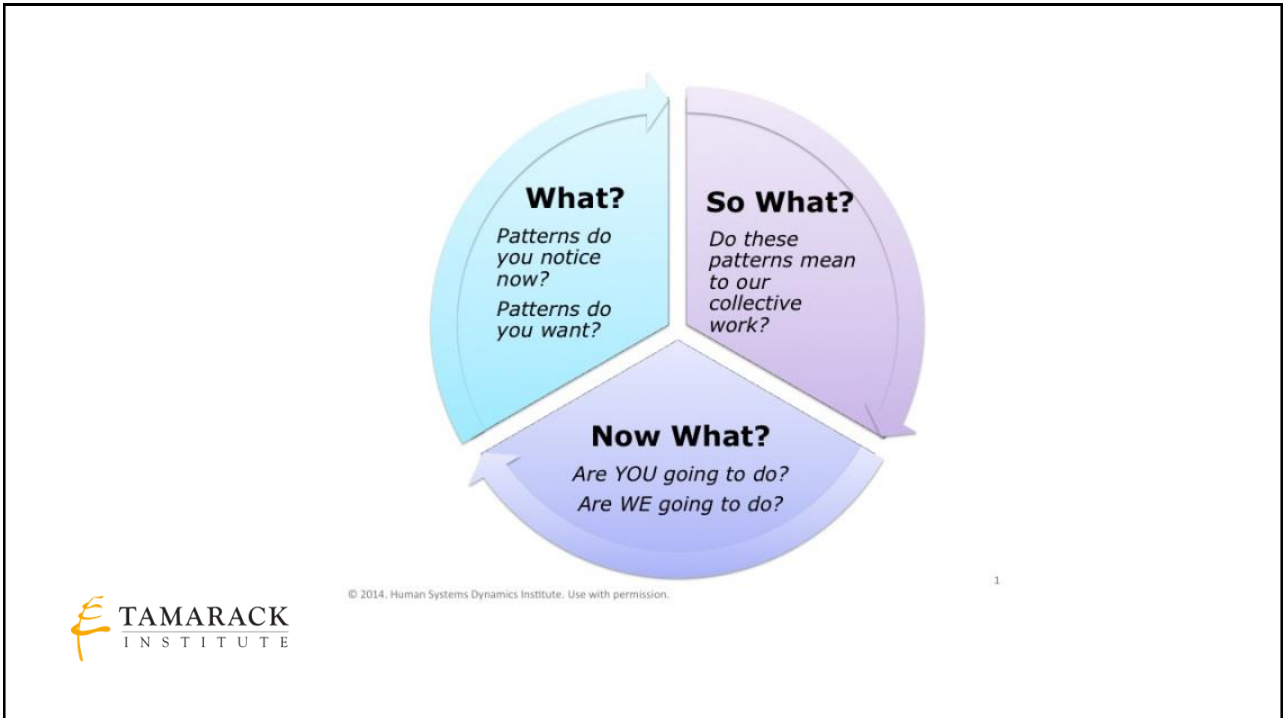 What?
Patterns do
you notice
now?
Patterns do
you want?
So What?
Do these
patterns mean
to our
collective
work?
Now What?
Are YOU going to do?
Are WE going to do?
1
© 2014. Human Systems Dynamics Institute. Use with permission.
TAMARACK
INSTITUTE